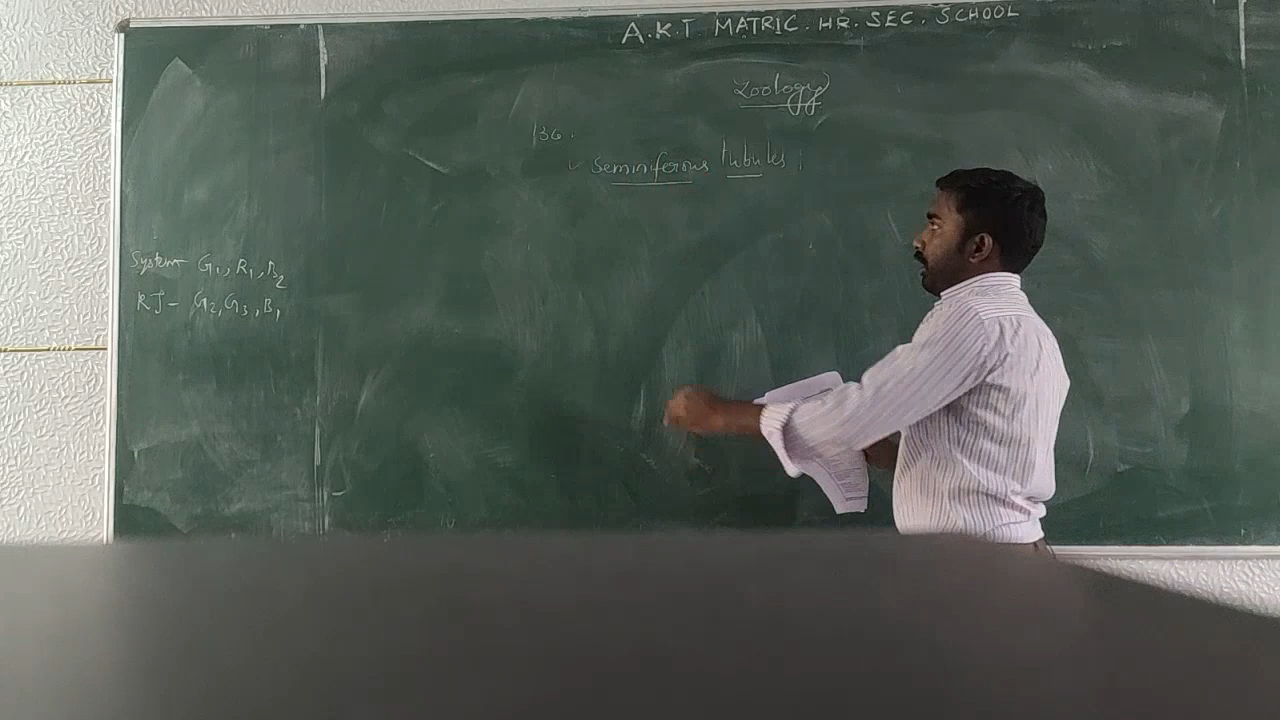 A.K.T MATRIC. HR. SEC. SCHOOL
Zoology
136.
Seminiferous tubules :
System G1, R1, B2
RJ - G2, G3, B1